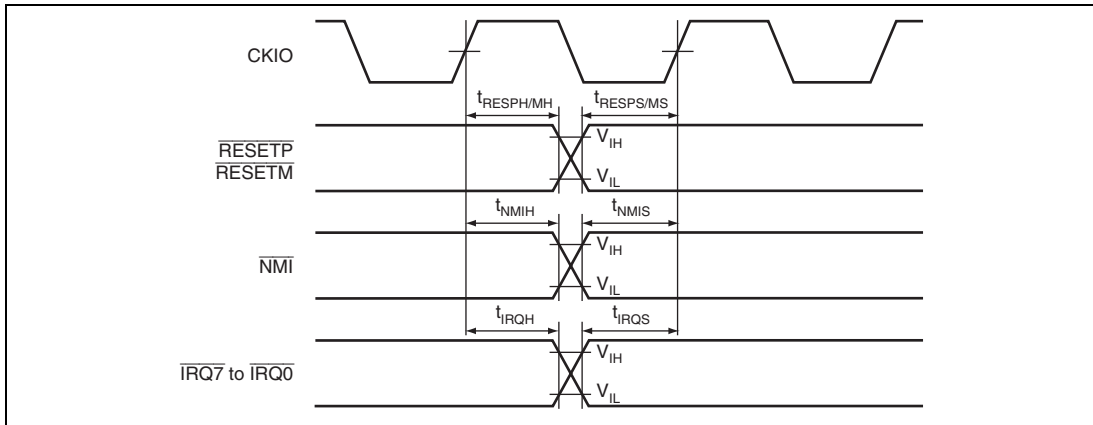 CKIO
tRESPH/MH tRESPS/MS
RESETP
RESETM
VIH
VIL
tNMIH tNMIS
NMI
VIH
VIL
tIRQH tIRQS
IRQ7 to IRQ0
VIH
VIL